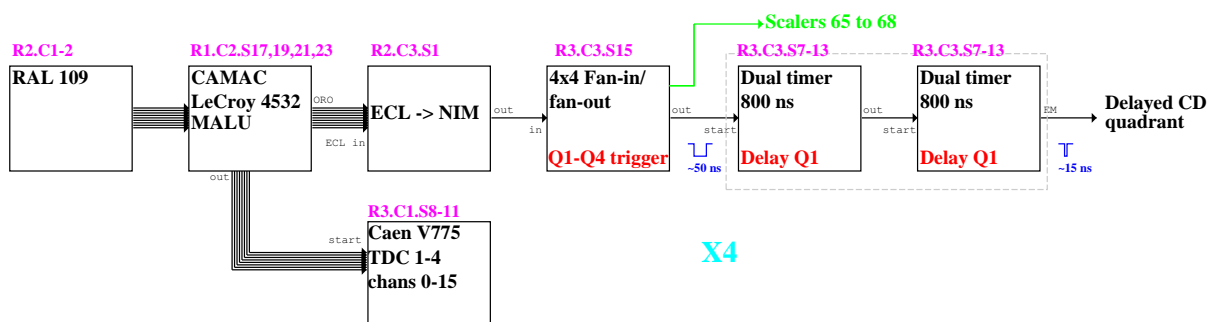 Scalers 65 to 68
R2.C1-2
R1.C2.S17,19,21,23
R2.C3.S1
R3.C3.S15
R3.C3.S7-13
R3.C3.S7-13
RAL 109
CAMAC
LeCroy 4532
MALU
ORO
ECL in
out
ECL -> NIM
out
in
4x4 Fan-in/
fan-out
Q1-Q4 trigger
out
start
~50 ns
Dual timer
800 ns
Delay Q1
out
start
Dual timer
800 ns
Delay Q1
EM
~15 ns
Delayed CD
quadrant
R3.C1.S8-11
start
Caen V775
TDC 1-4
chans 0-15
X4